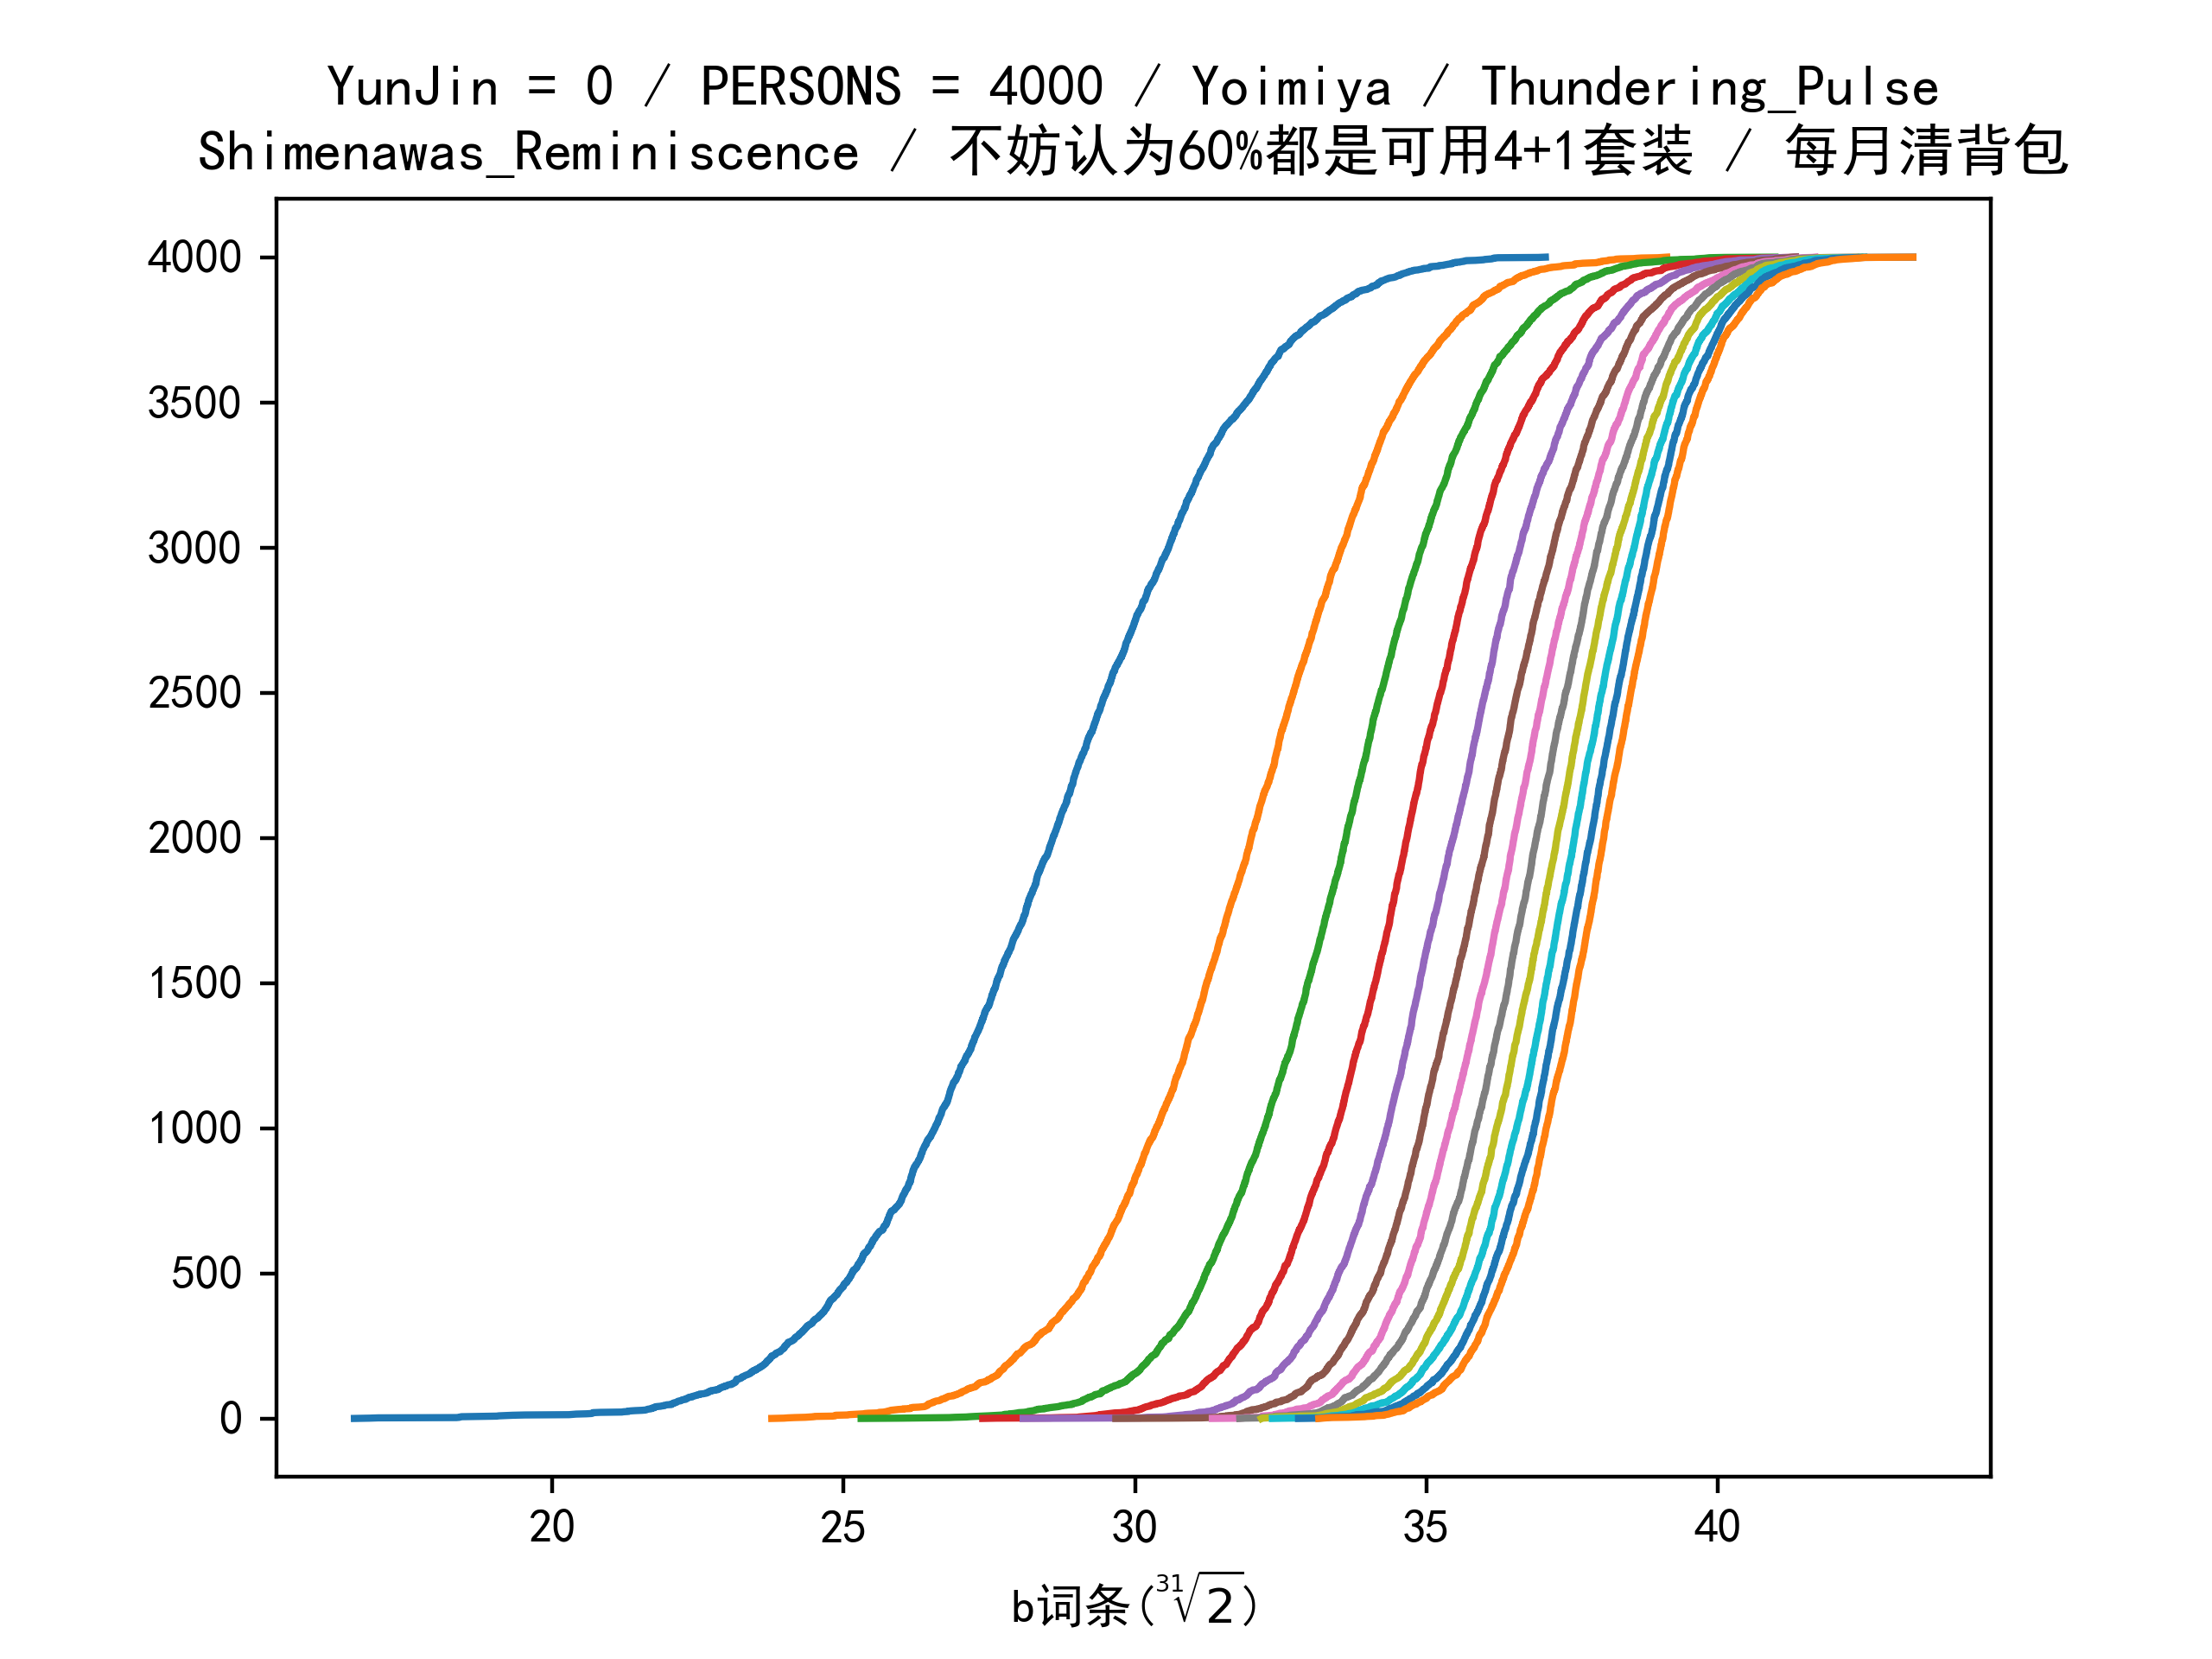 YunJin = 0 / PERSONS = 4000 / Yoimiya / Thundering_Pulse
Shimenawas_Reminiscecnce / 不妨认为60%都是可用4+1套装 / 每月清背包
4000
3500
3000
2500
2000
1500
1000
500
0
20 25 30 35 40
b词条($\sqrt[31]{2}$)